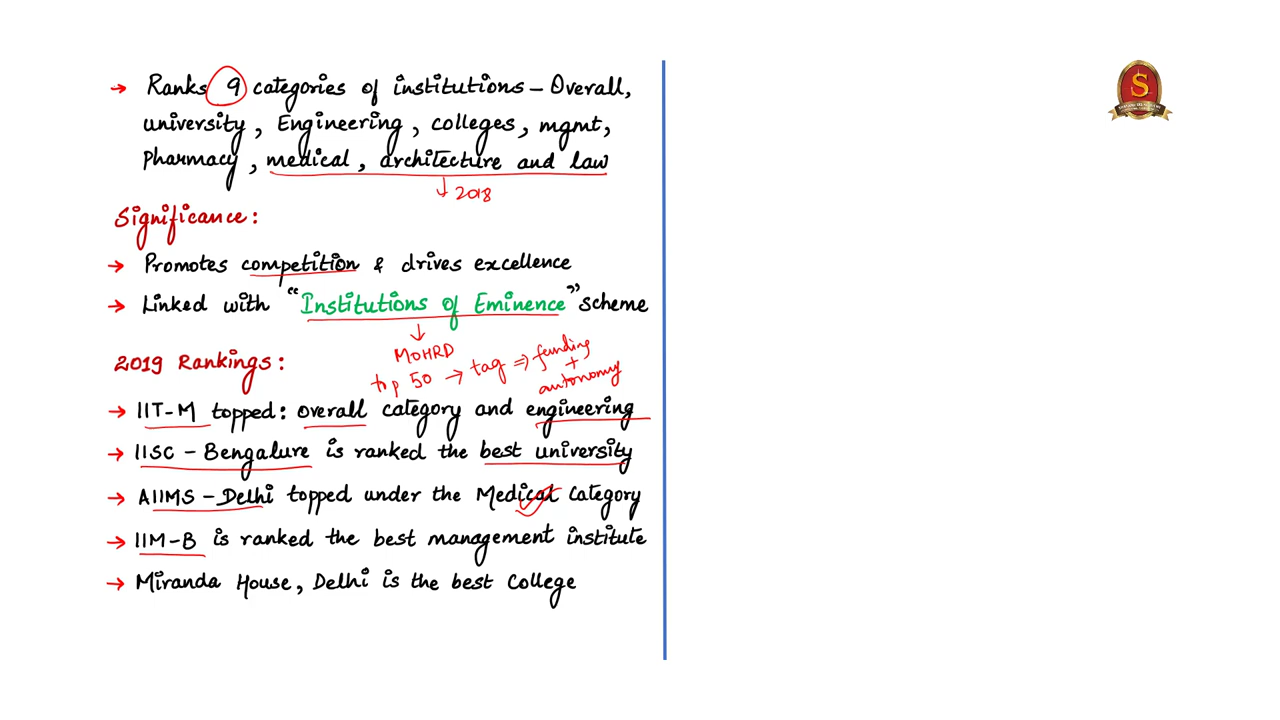 → Ranks 9 categories of institutions – Overall,
university, Engineering, colleges, mgmt,
Pharmacy, medical, architecture and law
↓ 2018
Significance:
→ Promotes competition & drives excellence
→ Linked with "Institutions of Eminence" scheme
↓
MOHRD
top 50 → tag ⇒ funding
+
autonomy
2019 Rankings:
→ IIT-M topped: overall category and engineering
→ IISC - Bengalure is ranked the best university
→ AIIMS - Delhi topped under the Medical Category
→ IIM-B is ranked the best management institute
→ Miranda House, Delhi is the best College
S